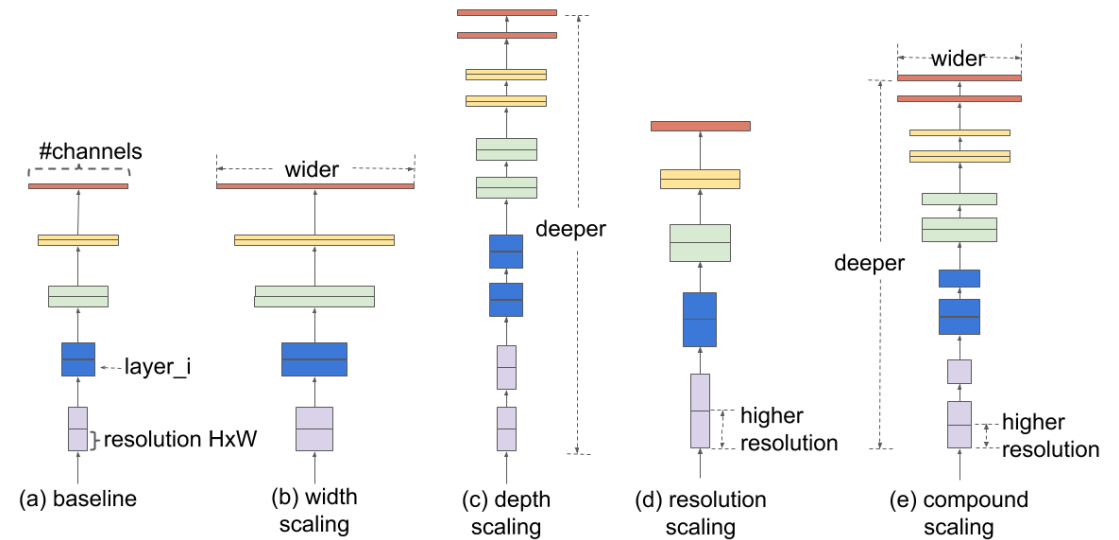 #channels
layer_i
resolution HxW
(a) baseline
wider
(b) width
scaling
deeper
(c) depth
scaling
higher
resolution
(d) resolution
scaling
wider
deeper
higher
resolution
(e) compound
scaling